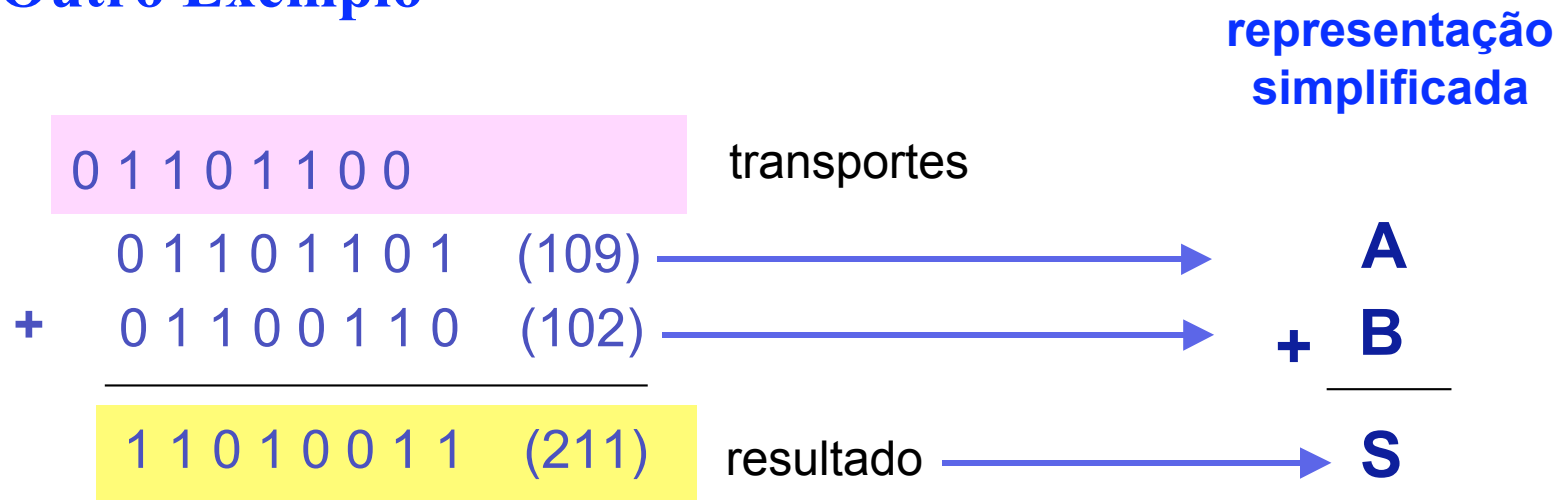 Outro Exemplo
representação
simplificada
0 1 1 0 1 1 0 0 transportes
0 1 1 0 1 1 0 1 (109) A
+ 0 1 1 0 0 1 1 0 (102) + B
1 1 0 1 0 0 1 1 (211) resultado S